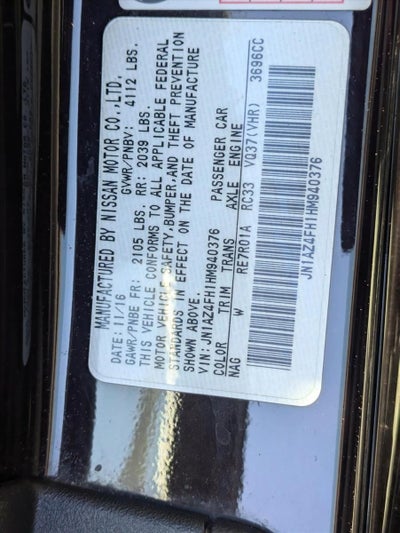 MANUFACTURED BY NISSAN MOTOR CO.,LTD.
DATE:11/16 GVWR/PNBV: 4112 LBS.
GAWR/PNBE FR: 2105 LBS. RR: 2039 LBS.
THIS VEHICLE CONFORMS TO ALL APPLICABLE FEDERAL
MOTOR VEHICLE SAFETY,BUMPER,AND THEFT PREVENTION
STANDARDS IN EFFECT ON THE DATE OF MANUFACTURE
SHOWN ABOVE.
VIN:JN1AZ4FH1HM940376 PASSENGER CAR
COLOR TRIM TRANS AXLE ENGINE
NAG W RE7R01A RC33 VQ37(VHR) 3696CC
JN1AZ4FH1HM940376